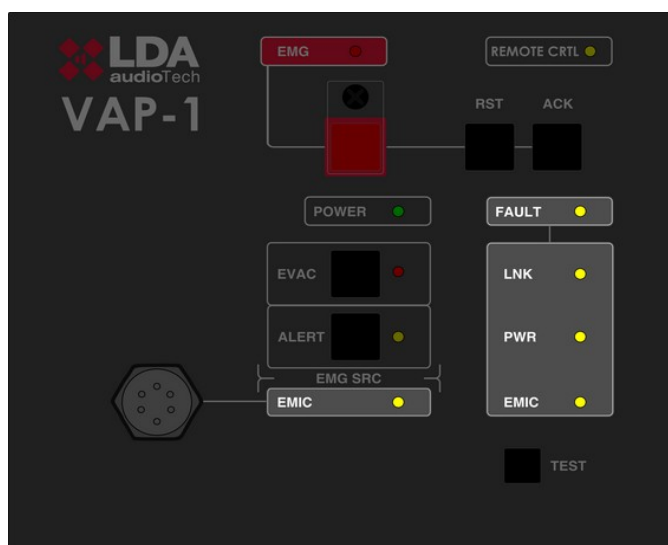 LDA
audioTech
VAP-1
EMG
REMOTE CRTL
RST ACK
POWER
FAULT
EVAC
LNK
ALERT
PWR
EMG SRC
EMIC
EMIC
TEST